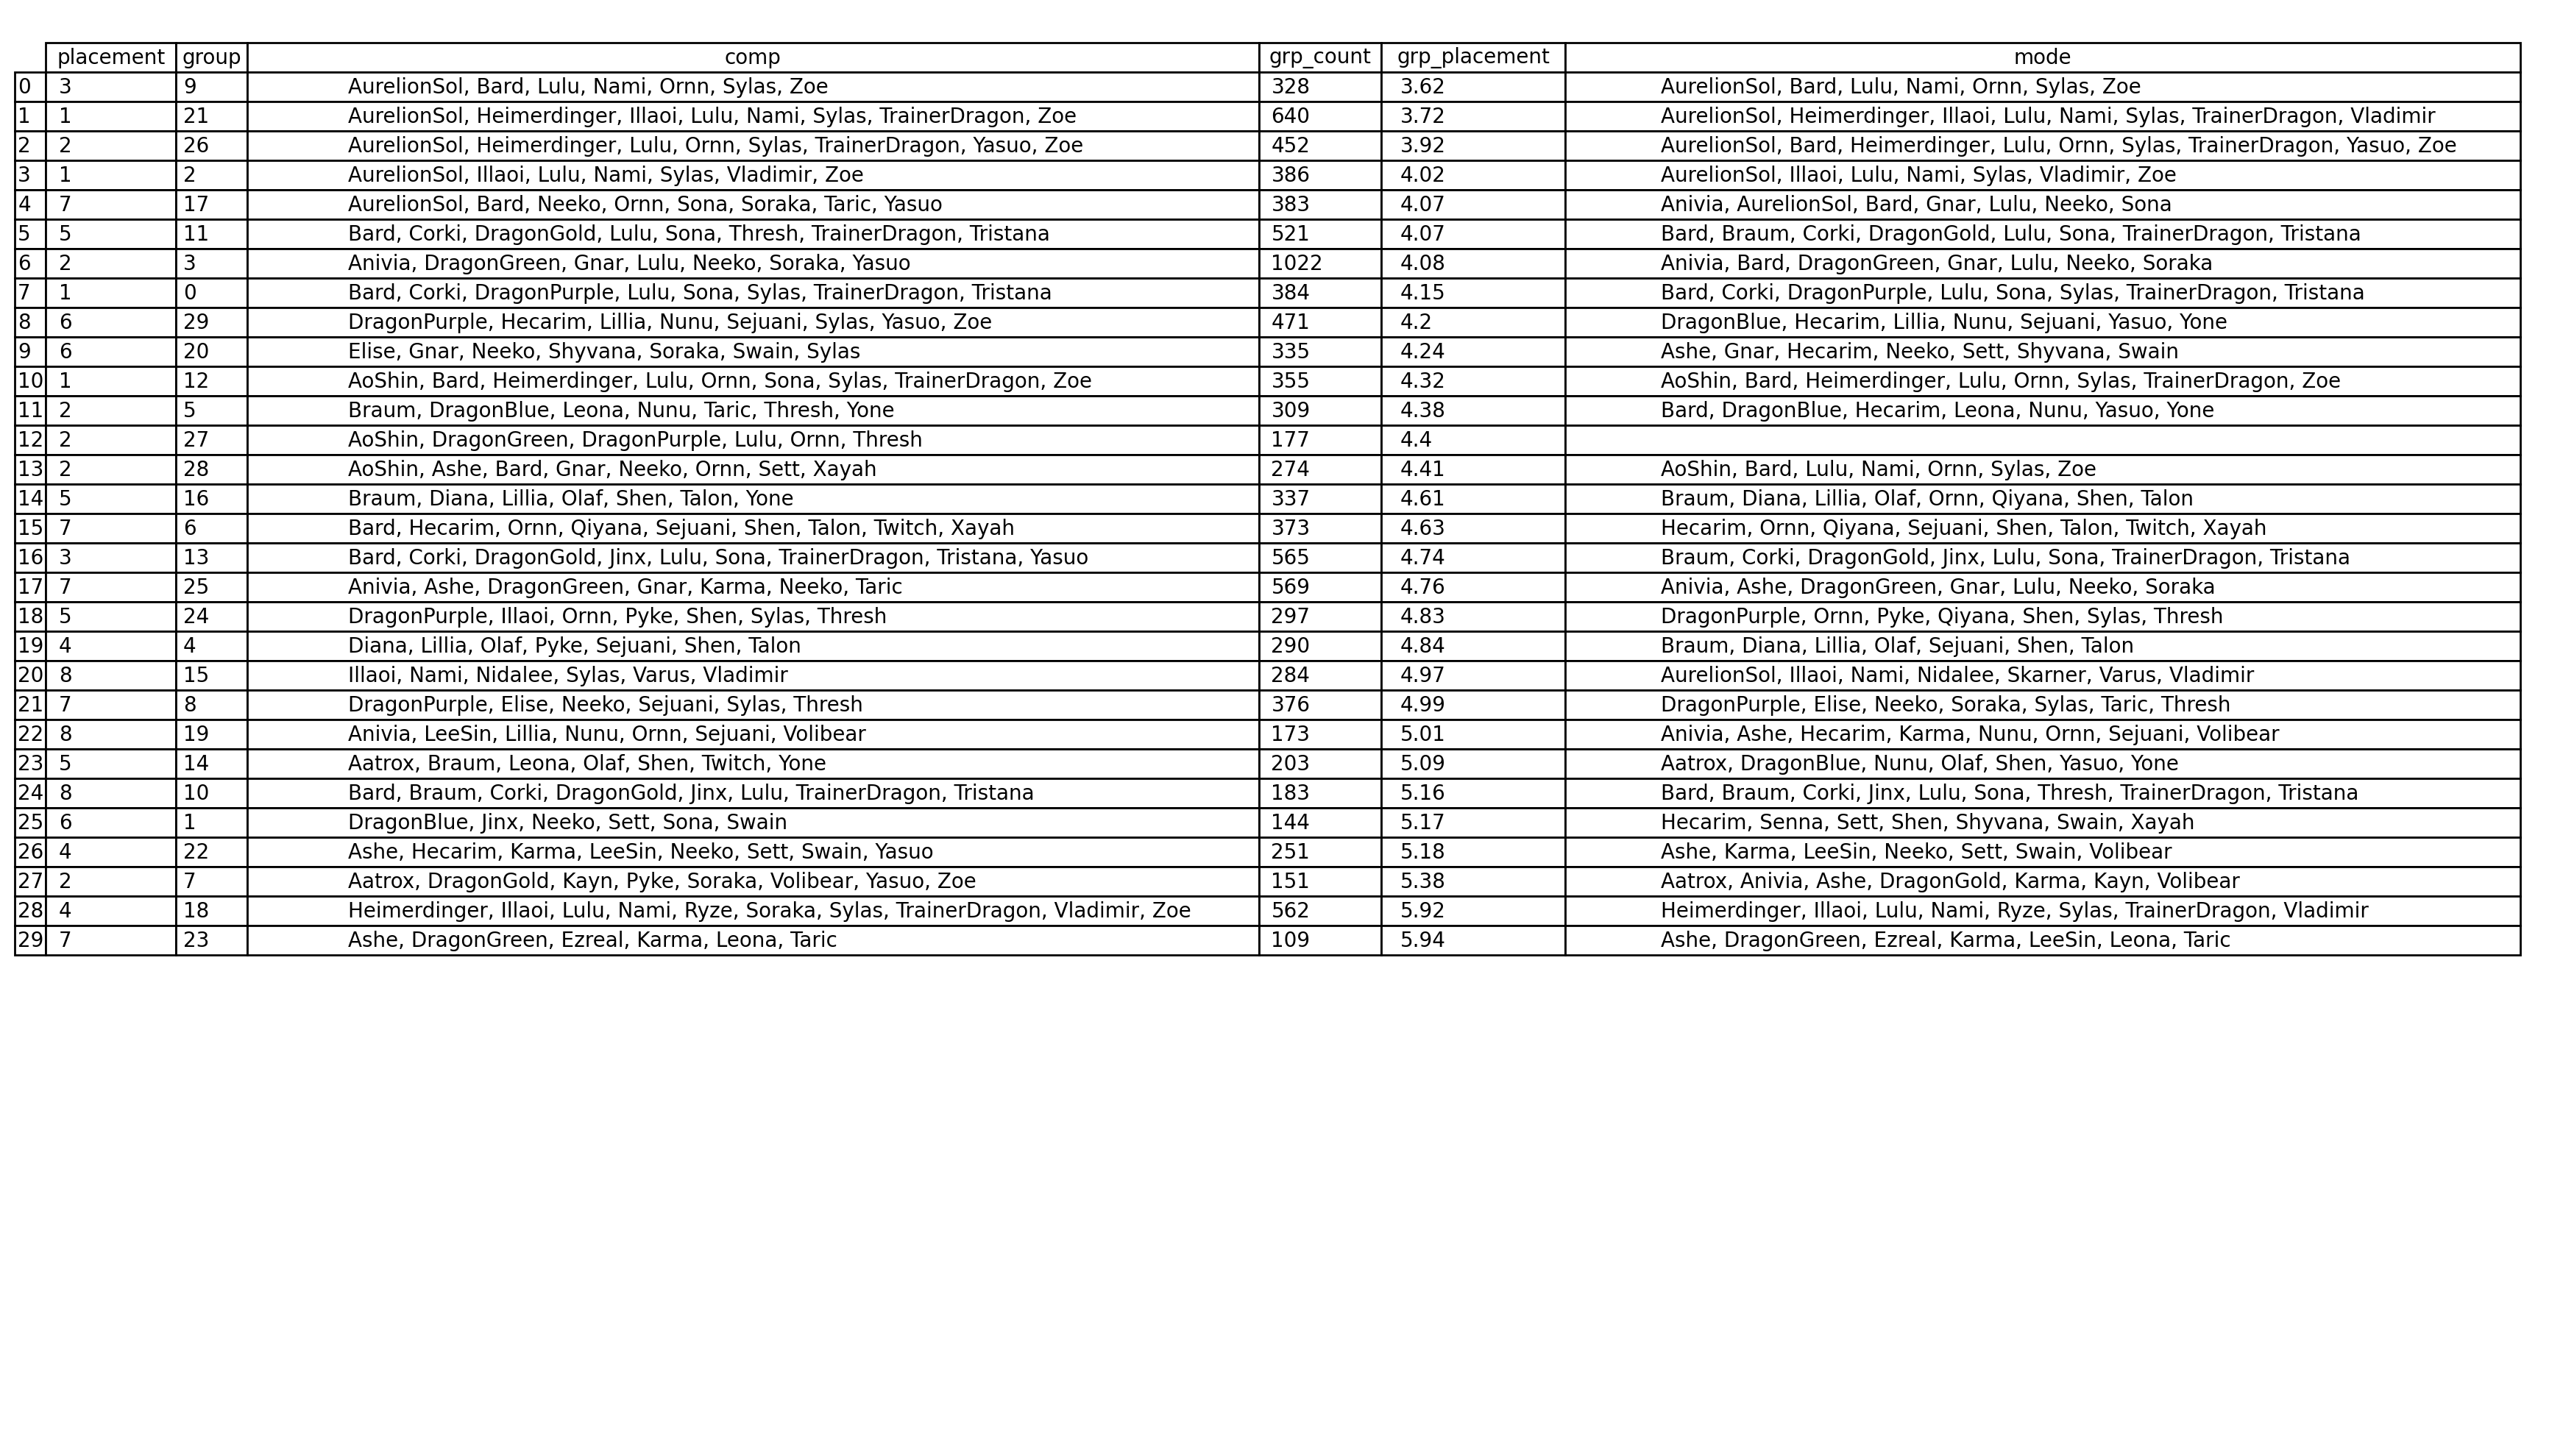 placement group comp grp_count grp_placement mode
0 3 9 AurelionSol, Bard, Lulu, Nami, Ornn, Sylas, Zoe 328 3.62 AurelionSol, Bard, Lulu, Nami, Ornn, Sylas, Zoe
1 1 21 AurelionSol, Heimerdinger, Illaoi, Lulu, Nami, Sylas, TrainerDragon, Zoe 640 3.72 AurelionSol, Heimerdinger, Illaoi, Lulu, Nami, Sylas, TrainerDragon, Vladimir
2 2 26 AurelionSol, Heimerdinger, Lulu, Ornn, Sylas, TrainerDragon, Yasuo, Zoe 452 3.92 AurelionSol, Bard, Heimerdinger, Lulu, Ornn, Sylas, TrainerDragon, Yasuo, Zoe
3 1 2 AurelionSol, Illaoi, Lulu, Nami, Sylas, Vladimir, Zoe 386 4.02 AurelionSol, Illaoi, Lulu, Nami, Sylas, Vladimir, Zoe
4 7 17 AurelionSol, Bard, Neeko, Ornn, Sona, Soraka, Taric, Yasuo 383 4.07 Anivia, AurelionSol, Bard, Gnar, Lulu, Neeko, Sona
5 5 11 Bard, Corki, DragonGold, Lulu, Sona, Thresh, TrainerDragon, Tristana 521 4.07 Bard, Braum, Corki, DragonGold, Lulu, Sona, TrainerDragon, Tristana
6 2 3 Anivia, DragonGreen, Gnar, Lulu, Neeko, Soraka, Yasuo 1022 4.08 Anivia, Bard, DragonGreen, Gnar, Lulu, Neeko, Soraka
7 1 0 Bard, Corki, DragonPurple, Lulu, Sona, Sylas, TrainerDragon, Tristana 384 4.15 Bard, Corki, DragonPurple, Lulu, Sona, Sylas, TrainerDragon, Tristana
8 6 29 DragonPurple, Hecarim, Lillia, Nunu, Sejuani, Sylas, Yasuo, Zoe 471 4.2 DragonBlue, Hecarim, Lillia, Nunu, Sejuani, Yasuo, Yone
9 6 20 Elise, Gnar, Neeko, Shyvana, Soraka, Swain, Sylas 335 4.24 Ashe, Gnar, Hecarim, Neeko, Sett, Shyvana, Swain
10 1 12 AoShin, Bard, Heimerdinger, Lulu, Ornn, Sona, Sylas, TrainerDragon, Zoe 355 4.32 AoShin, Bard, Heimerdinger, Lulu, Ornn, Sylas, TrainerDragon, Zoe
11 2 5 Braum, DragonBlue, Leona, Nunu, Taric, Thresh, Yone 309 4.38 Bard, DragonBlue, Hecarim, Leona, Nunu, Yasuo, Yone
12 2 27 AoShin, DragonGreen, DragonPurple, Lulu, Ornn, Thresh 177 4.4
13 2 28 AoShin, Ashe, Bard, Gnar, Neeko, Ornn, Sett, Xayah 274 4.41 AoShin, Bard, Lulu, Nami, Ornn, Sylas, Zoe
14 5 16 Braum, Diana, Lillia, Olaf, Shen, Talon, Yone 337 4.61 Braum, Diana, Lillia, Olaf, Ornn, Qiyana, Shen, Talon
15 7 6 Bard, Hecarim, Ornn, Qiyana, Sejuani, Shen, Talon, Twitch, Xayah 373 4.63 Hecarim, Ornn, Qiyana, Sejuani, Shen, Talon, Twitch, Xayah
16 3 13 Bard, Corki, DragonGold, Jinx, Lulu, Sona, TrainerDragon, Tristana, Yasuo 565 4.74 Braum, Corki, DragonGold, Jinx, Lulu, Sona, TrainerDragon, Tristana
17 7 25 Anivia, Ashe, DragonGreen, Gnar, Karma, Neeko, Taric 569 4.76 Anivia, Ashe, DragonGreen, Gnar, Lulu, Neeko, Soraka
18 5 24 DragonPurple, Illaoi, Ornn, Pyke, Shen, Sylas, Thresh 297 4.83 DragonPurple, Ornn, Pyke, Qiyana, Shen, Sylas, Thresh
19 4 4 Diana, Lillia, Olaf, Pyke, Sejuani, Shen, Talon 290 4.84 Braum, Diana, Lillia, Olaf, Sejuani, Shen, Talon
20 8 15 Illaoi, Nami, Nidalee, Sylas, Varus, Vladimir 284 4.97 AurelionSol, Illaoi, Nami, Nidalee, Skarner, Varus, Vladimir
21 7 8 DragonPurple, Elise, Neeko, Sejuani, Sylas, Thresh 376 4.99 DragonPurple, Elise, Neeko, Soraka, Sylas, Taric, Thresh
22 8 19 Anivia, LeeSin, Lillia, Nunu, Ornn, Sejuani, Volibear 173 5.01 Anivia, Ashe, Hecarim, Karma, Nunu, Ornn, Sejuani, Volibear
23 5 14 Aatrox, Braum, Leona, Olaf, Shen, Twitch, Yone 203 5.09 Aatrox, DragonBlue, Nunu, Olaf, Shen, Yasuo, Yone
24 8 10 Bard, Braum, Corki, DragonGold, Jinx, Lulu, TrainerDragon, Tristana 183 5.16 Bard, Braum, Corki, Jinx, Lulu, Sona, Thresh, TrainerDragon, Tristana
25 6 1 DragonBlue, Jinx, Neeko, Sett, Sona, Swain 144 5.17 Hecarim, Senna, Sett, Shen, Shyvana, Swain, Xayah
26 4 22 Ashe, Hecarim, Karma, LeeSin, Neeko, Sett, Swain, Yasuo 251 5.18 Ashe, Karma, LeeSin, Neeko, Sett, Swain, Volibear
27 2 7 Aatrox, DragonGold, Kayn, Pyke, Soraka, Volibear, Yasuo, Zoe 151 5.38 Aatrox, Anivia, Ashe, DragonGold, Karma, Kayn, Volibear
28 4 18 Heimerdinger, Illaoi, Lulu, Nami, Ryze, Soraka, Sylas, TrainerDragon, Vladimir, Zoe 562 5.92 Heimerdinger, Illaoi, Lulu, Nami, Ryze, Sylas, TrainerDragon, Vladimir
29 7 23 Ashe, DragonGreen, Ezreal, Karma, Leona, Taric 109 5.94 Ashe, DragonGreen, Ezreal, Karma, LeeSin, Leona, Taric